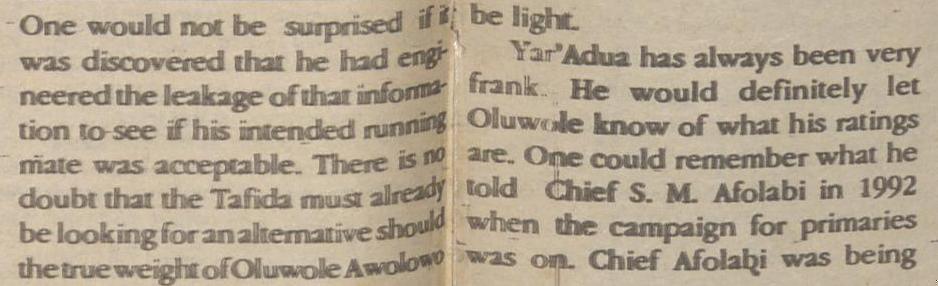 One would not be surprised if it
was discovered that he had engi-
neered the leakage of that informa-
tion to see if his intended running
mate was acceptable. There is no
doubt that the Tafida must already
be looking for an alternative should
the true weight of Oluwole Awolowo
be light.
Yar'Adua has always been very
frank. He would definitely let
Oluwole know of what his ratings
are. One could remember what he
told Chief S. M. Afolabi in 1992
when the campaign for primaries
was on. Chief Afolabi was being